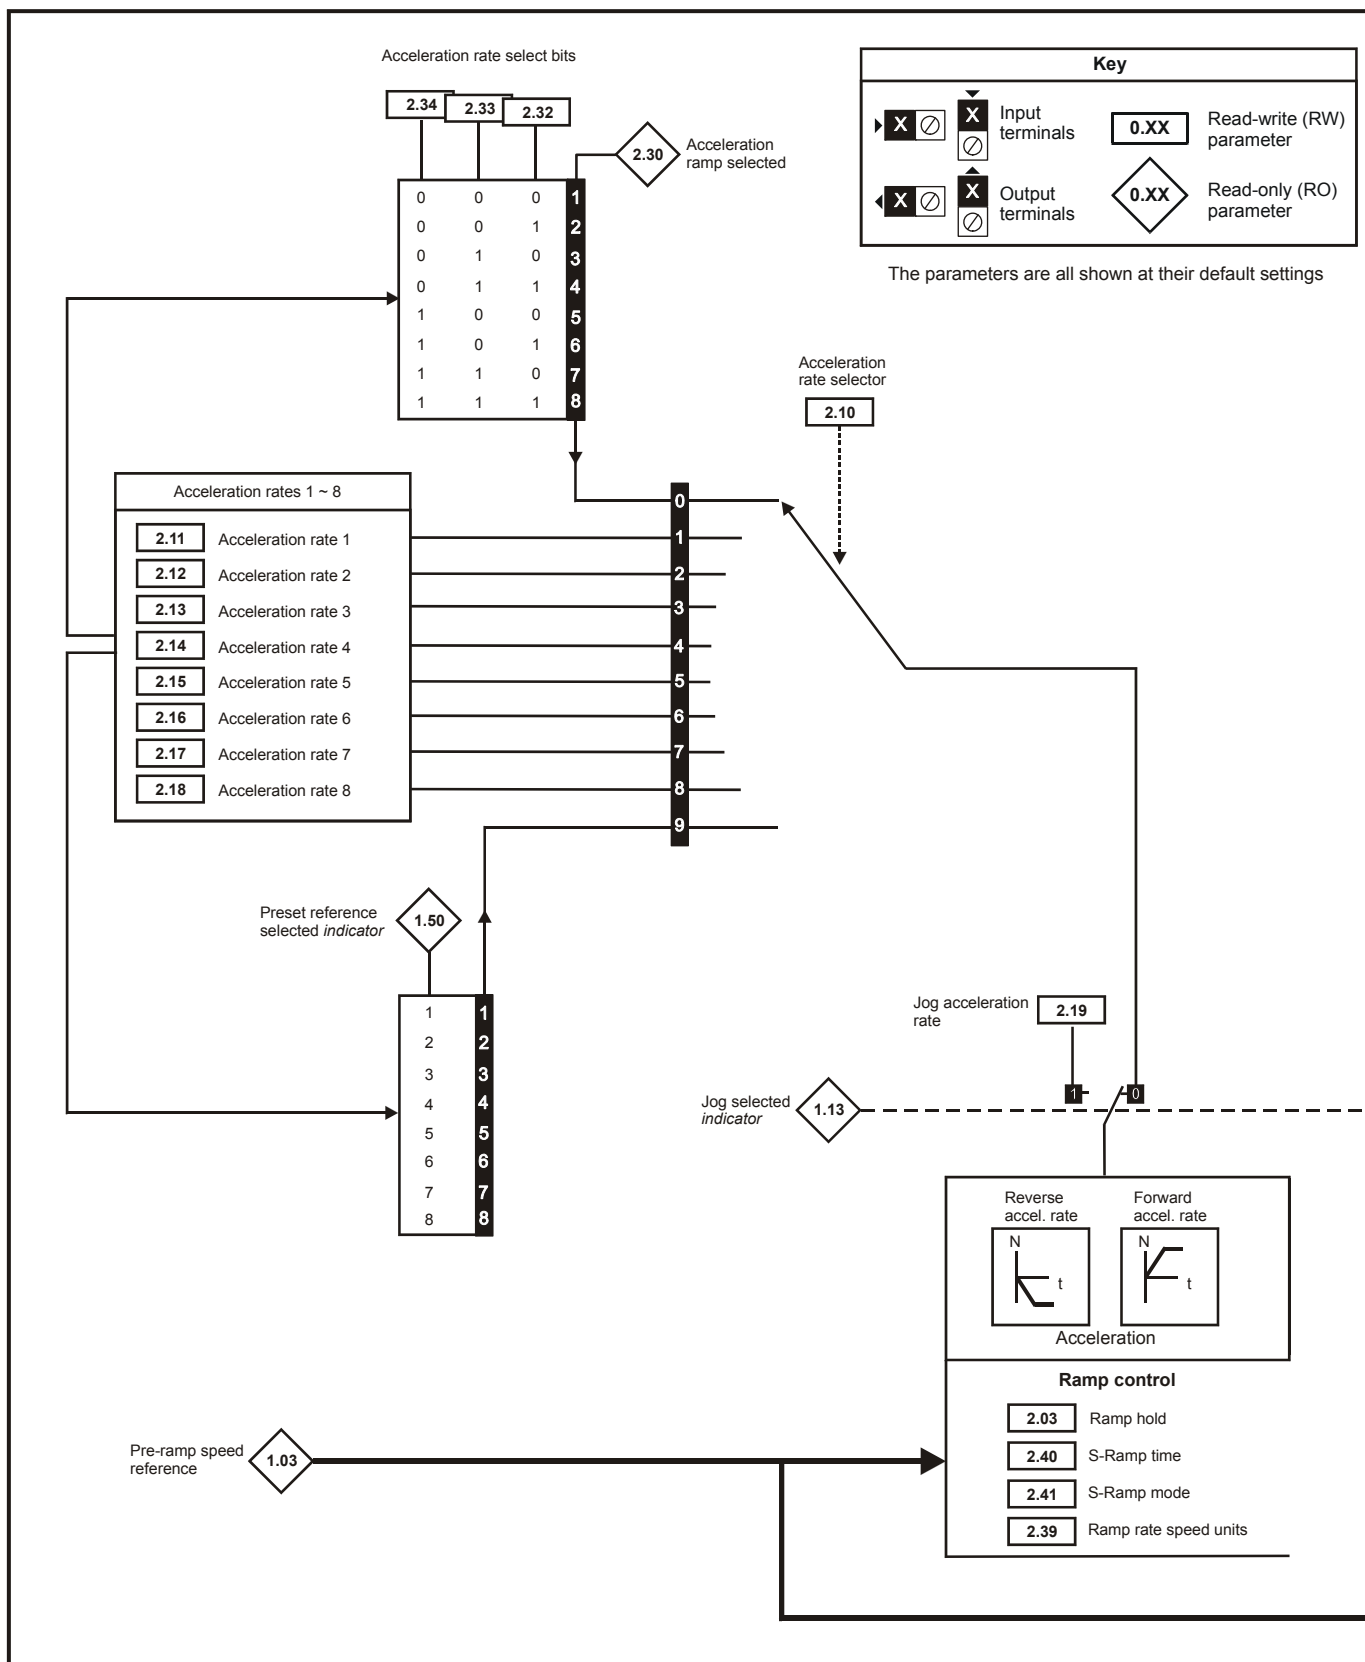 Acceleration rate select bits
2.34 2.33 2.32
2.30
Acceleration
ramp selected
0 0 0 1
0 0 1 2
0 1 0 3
0 1 1 4
1 0 0 5
1 0 1 6
1 1 0 7
1 1 1 8
Key
X
X
Input
terminals
0.XX
Read-write (RW)
parameter
X
X
Output
terminals
0.XX
Read-only (RO)
parameter
The parameters are all shown at their default settings
Acceleration
rate selector
2.10
Acceleration rates 1 ~ 8
2.11 Acceleration rate 1
2.12 Acceleration rate 2
2.13 Acceleration rate 3
2.14 Acceleration rate 4
2.15 Acceleration rate 5
2.16 Acceleration rate 6
2.17 Acceleration rate 7
2.18 Acceleration rate 8
0
1
2
3
4
5
6
7
8
9
Preset reference
selected indicator
1.50
1 1
2 2
3 3
4 4
5 5
6 6
7 7
8 8
Jog acceleration
rate
2.19
1 0
Jog selected
indicator
1.13
Reverse
accel. rate
N
t
Forward
accel. rate
N
t
Acceleration
Ramp control
2.03 Ramp hold
2.40 S-Ramp time
2.41 S-Ramp mode
2.39 Ramp rate speed units
Pre-ramp speed
reference
1.03